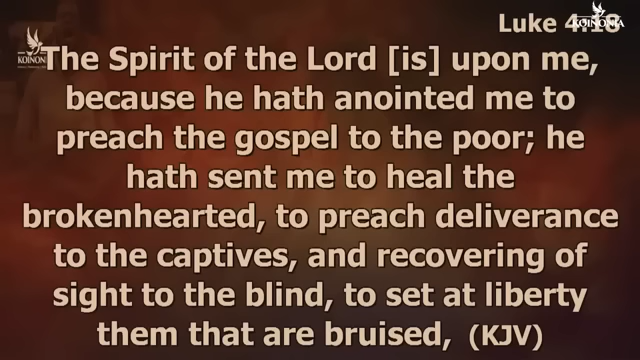 Luke 4:18
KOINONIA
KOINONIA
The Spirit of the Lord [is] upon me,
because he hath anointed me to
preach the gospel to the poor; he
hath sent me to heal the
brokenhearted, to preach deliverance
to the captives, and recovering of
sight to the blind, to set at liberty
them that are bruised, (KJV)